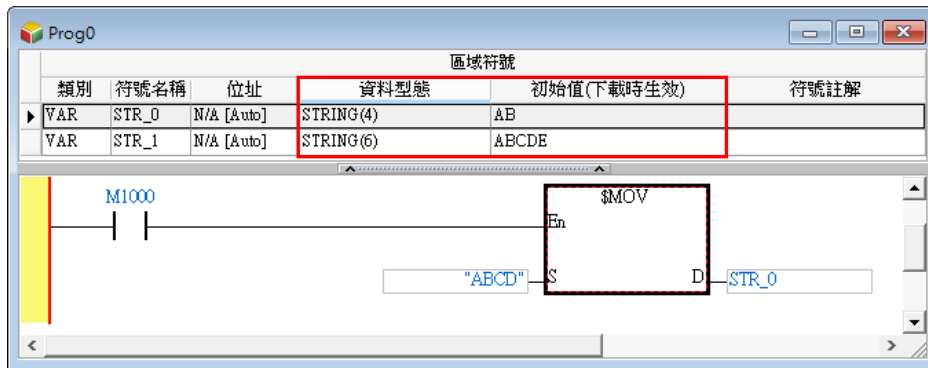 Prog0
區域符號
類別 符號名稱 位址 資料型態 初始值(下載時生效) 符號註解
VAR STR_0 N/A [Auto] STRING(4) AB
VAR STR_1 N/A [Auto] STRING(6) ABCDE
M1000 $MOV
En
"ABCD" S D STR_0